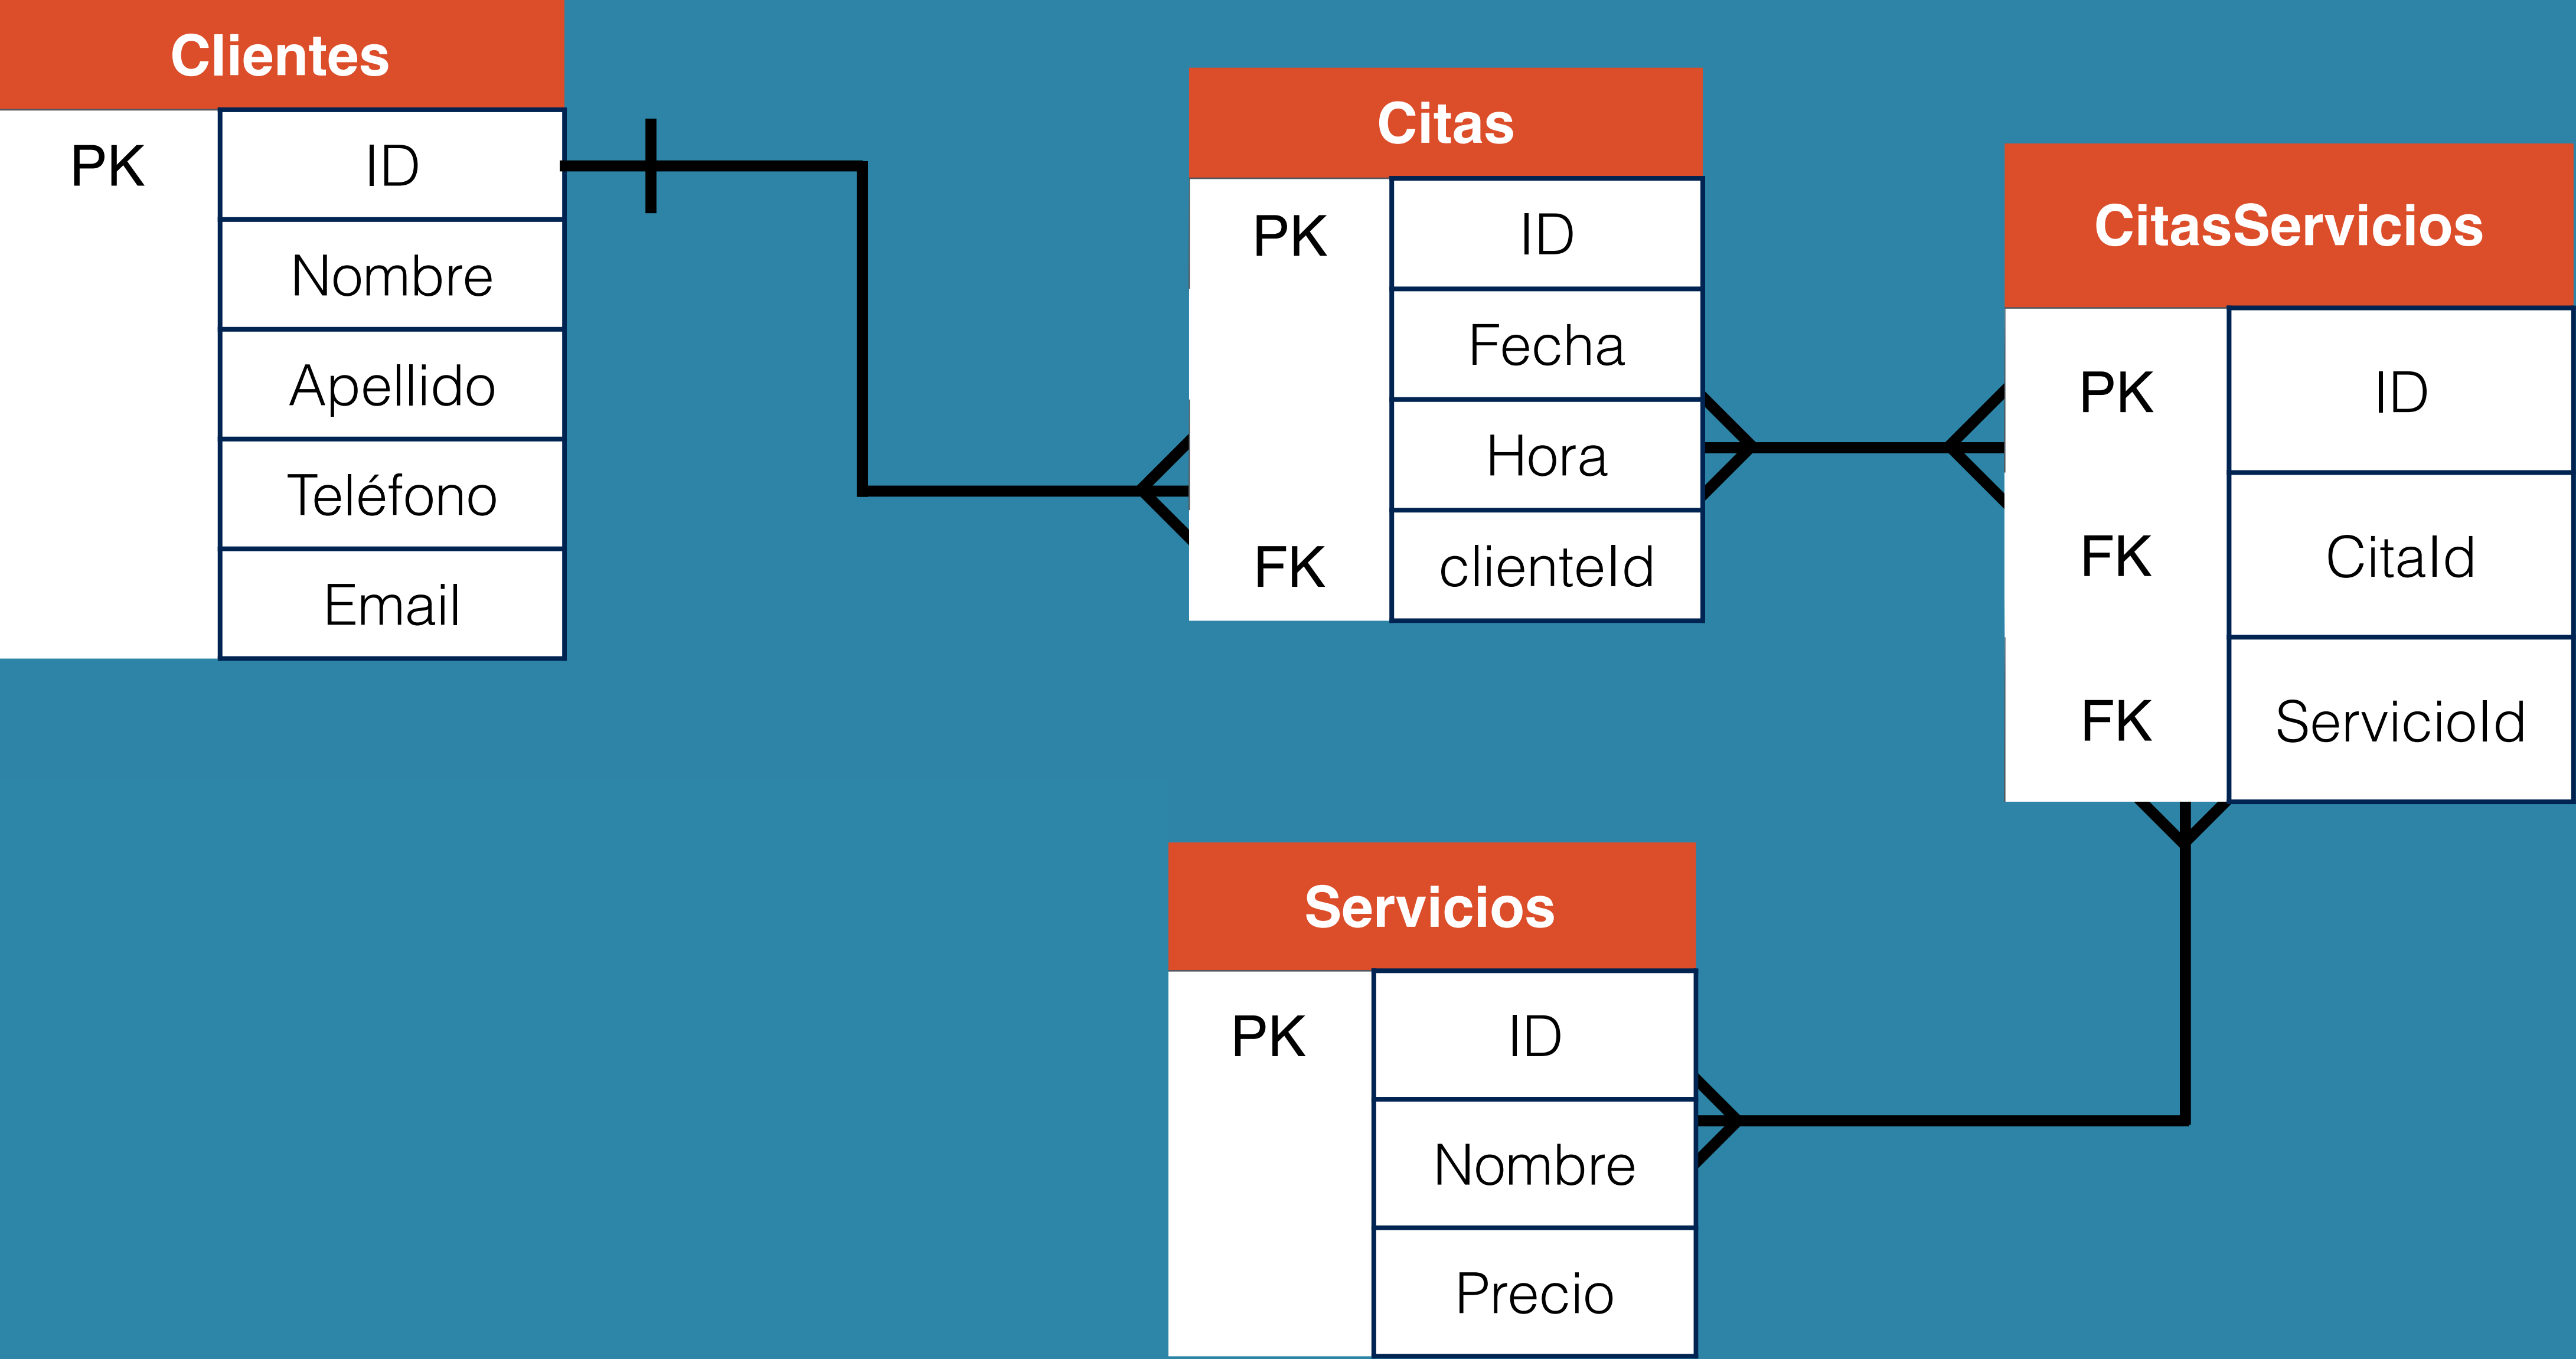 Clientes
PK ID
Nombre
Apellido
Teléfono
Email
Citas
PK ID
Fecha
Hora
FK clienteId
CitasServicios
PK ID
FK CitaId
FK ServicioId
Servicios
PK ID
Nombre
Precio